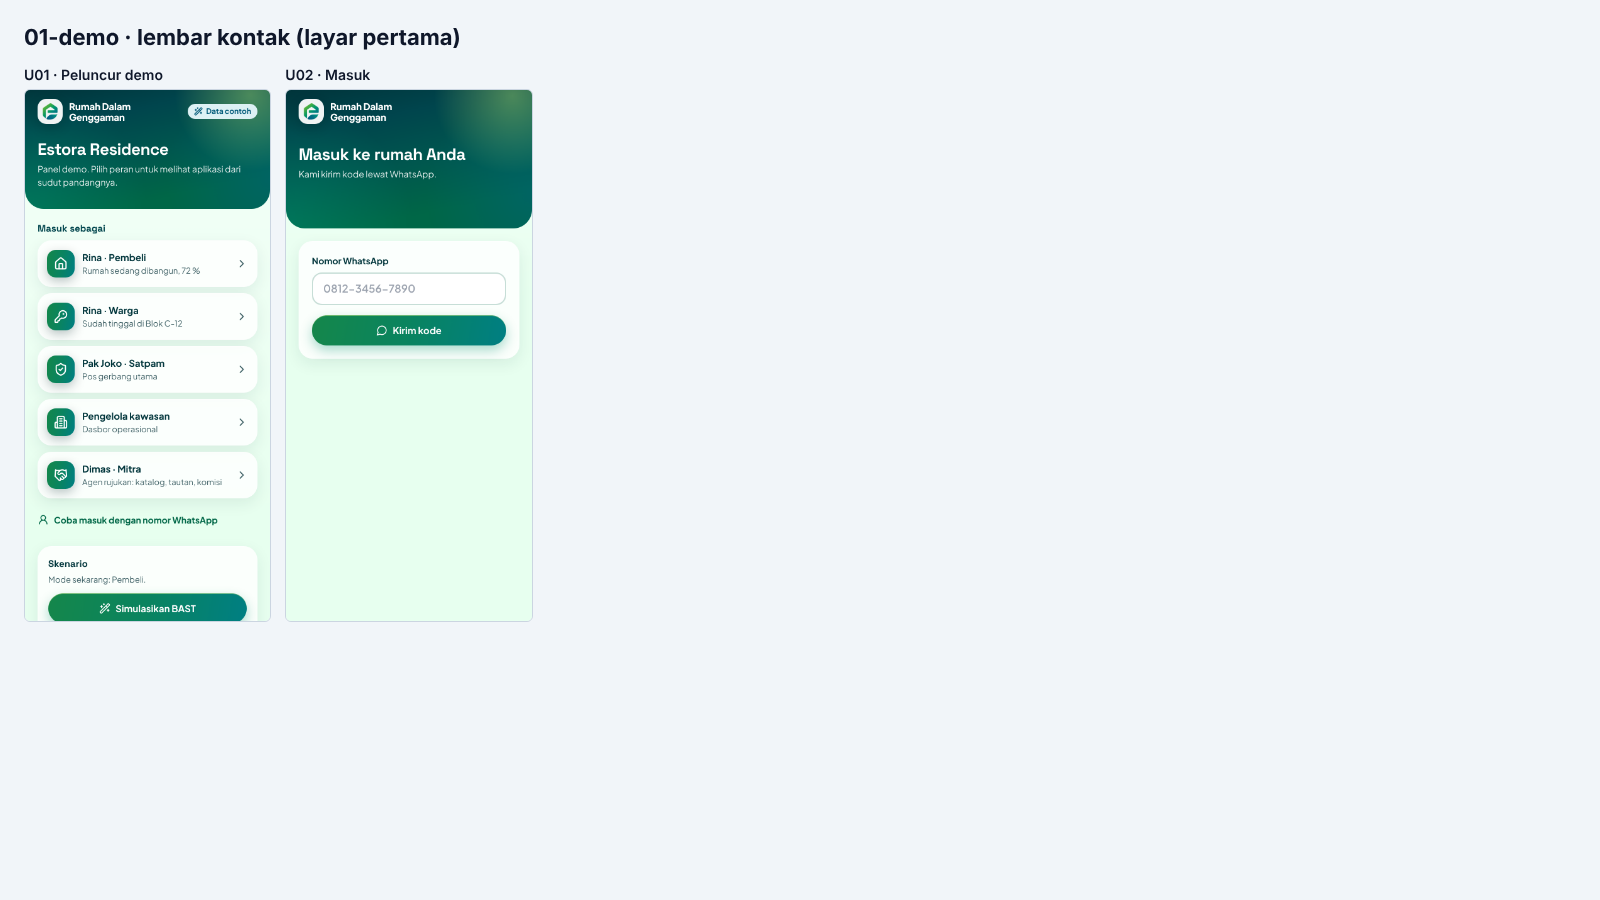 01-demo · lembar kontak (layar pertama)
U01 · Peluncur demo
Rumah Dalam
Genggaman
Data contoh
Estora Residence
Panel demo. Pilih peran untuk melihat aplikasi dari
sudut pandangnya.
Masuk sebagai
Rina · Pembeli
Rumah sedang dibangun, 72 %
Rina · Warga
Sudah tinggal di Blok C-12
Pak Joko · Satpam
Pos gerbang utama
Pengelola kawasan
Dasbor operasional
Dimas · Mitra
Agen rujukan: katalog, tautan, komisi
Coba masuk dengan nomor WhatsApp
Skenario
Mode sekarang: Pembeli.
Simulasikan BAST
U02 · Masuk
Rumah Dalam
Genggaman
Masuk ke rumah Anda
Kami kirim kode lewat WhatsApp.
Nomor WhatsApp
0812-3456-7890
Kirim kode